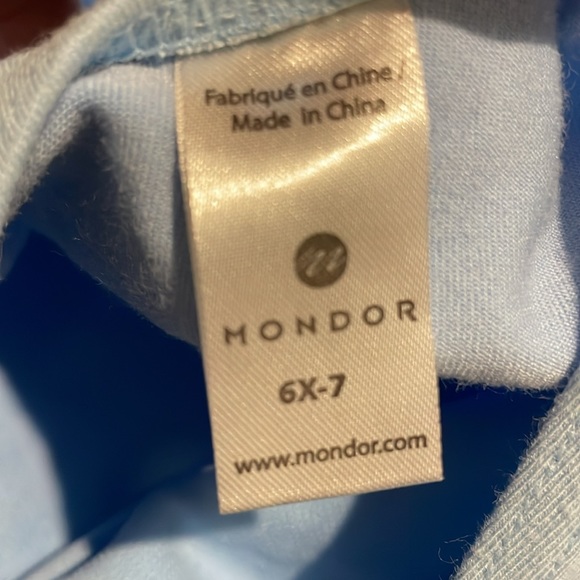 Fabriqué en Chine /
Made in China
MONDOR
6X-7
www.mondor.com